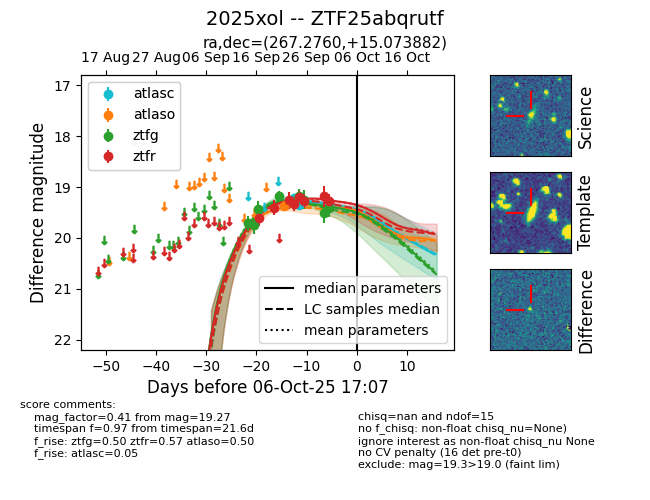 2025xol -- ZTF25abqrutf
ra,dec=(267.2760,+15.073882)
17 Aug 27 Aug 06 Sep 16 Sep 26 Sep 06 Oct 16 Oct
17
18
19
20
21
22
Difference magnitude
atlasc
atlaso
ztfg
ztfr
median parameters
LC samples median
mean parameters
−50 −40 −30 −20 −10 0 10
Days before 06-Oct-25 17:07
Science
Template
Difference
score comments:
mag_factor=0.41 from mag=19.27
timespan f=0.97 from timespan=21.6d
f_rise: ztfg=0.50 ztfr=0.57 atlaso=0.50
f_rise: atlasc=0.05
chisq=nan and ndof=15
no f_chisq: non-float chisq_nu=None)
ignore interest as non-float chisq_nu None
no CV penalty (16 det pre-t0)
exclude: mag=19.3>19.0 (faint lim)